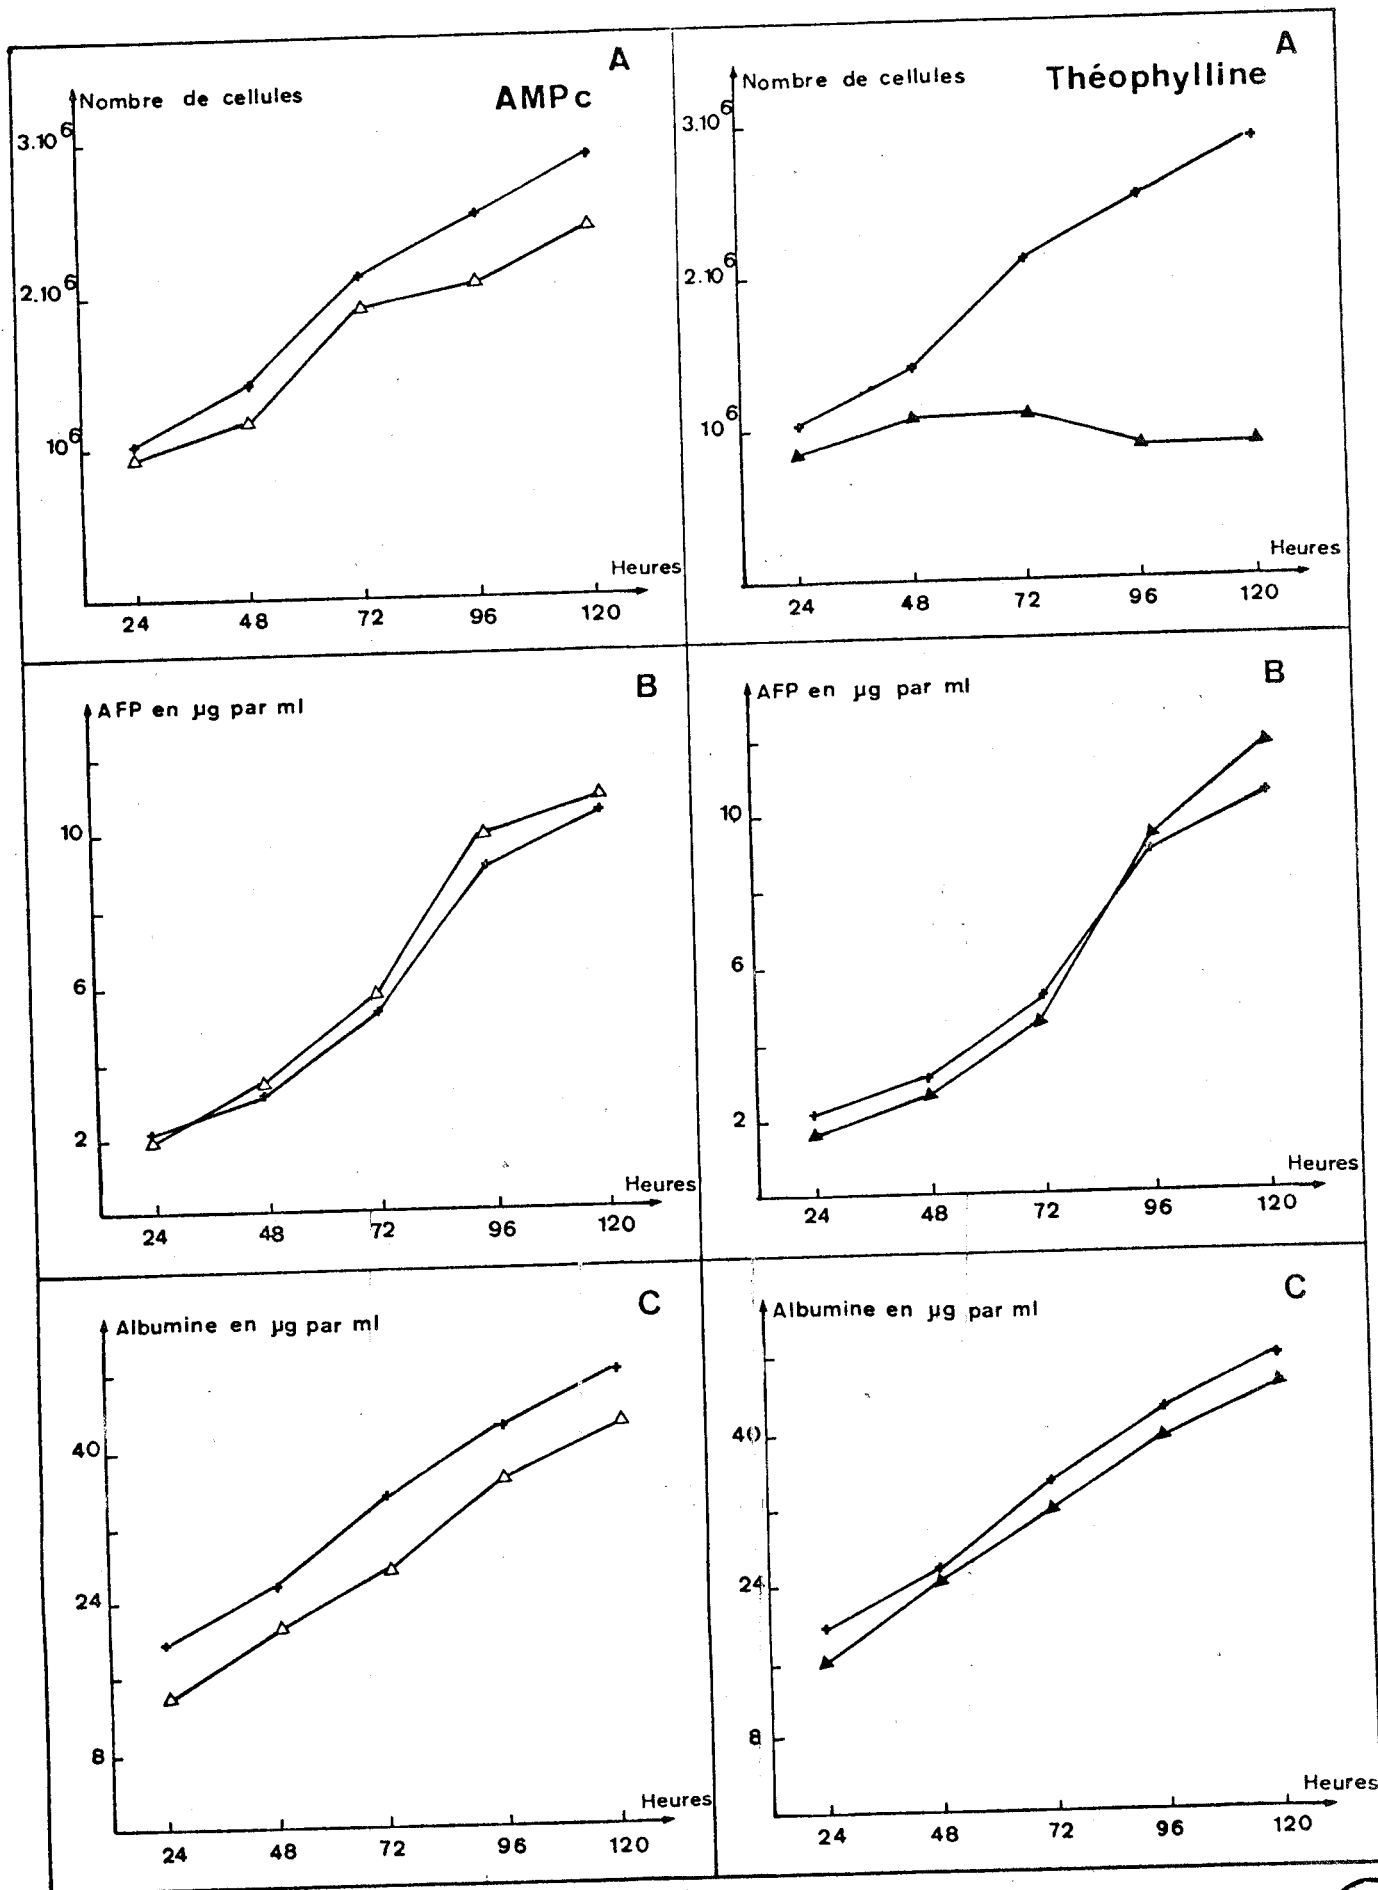 A
Nombre de cellules
AMPc
3.10⁶
2.10⁶
10⁶
Heures
24 48 72 96 120
A
Nombre de cellules
Théophylline
3.10⁶
2.10⁶
10⁶
Heures
24 48 72 96 120
B
AFP en µg par ml
10
6
2
Heures
24 48 72 96 120
B
AFP en µg par ml
10
6
2
Heures
24 48 72 96 120
C
Albumine en µg par ml
40
24
8
Heures
24 48 72 96 120
C
Albumine en µg par ml
40
24
8
Heures
24 48 72 96 120